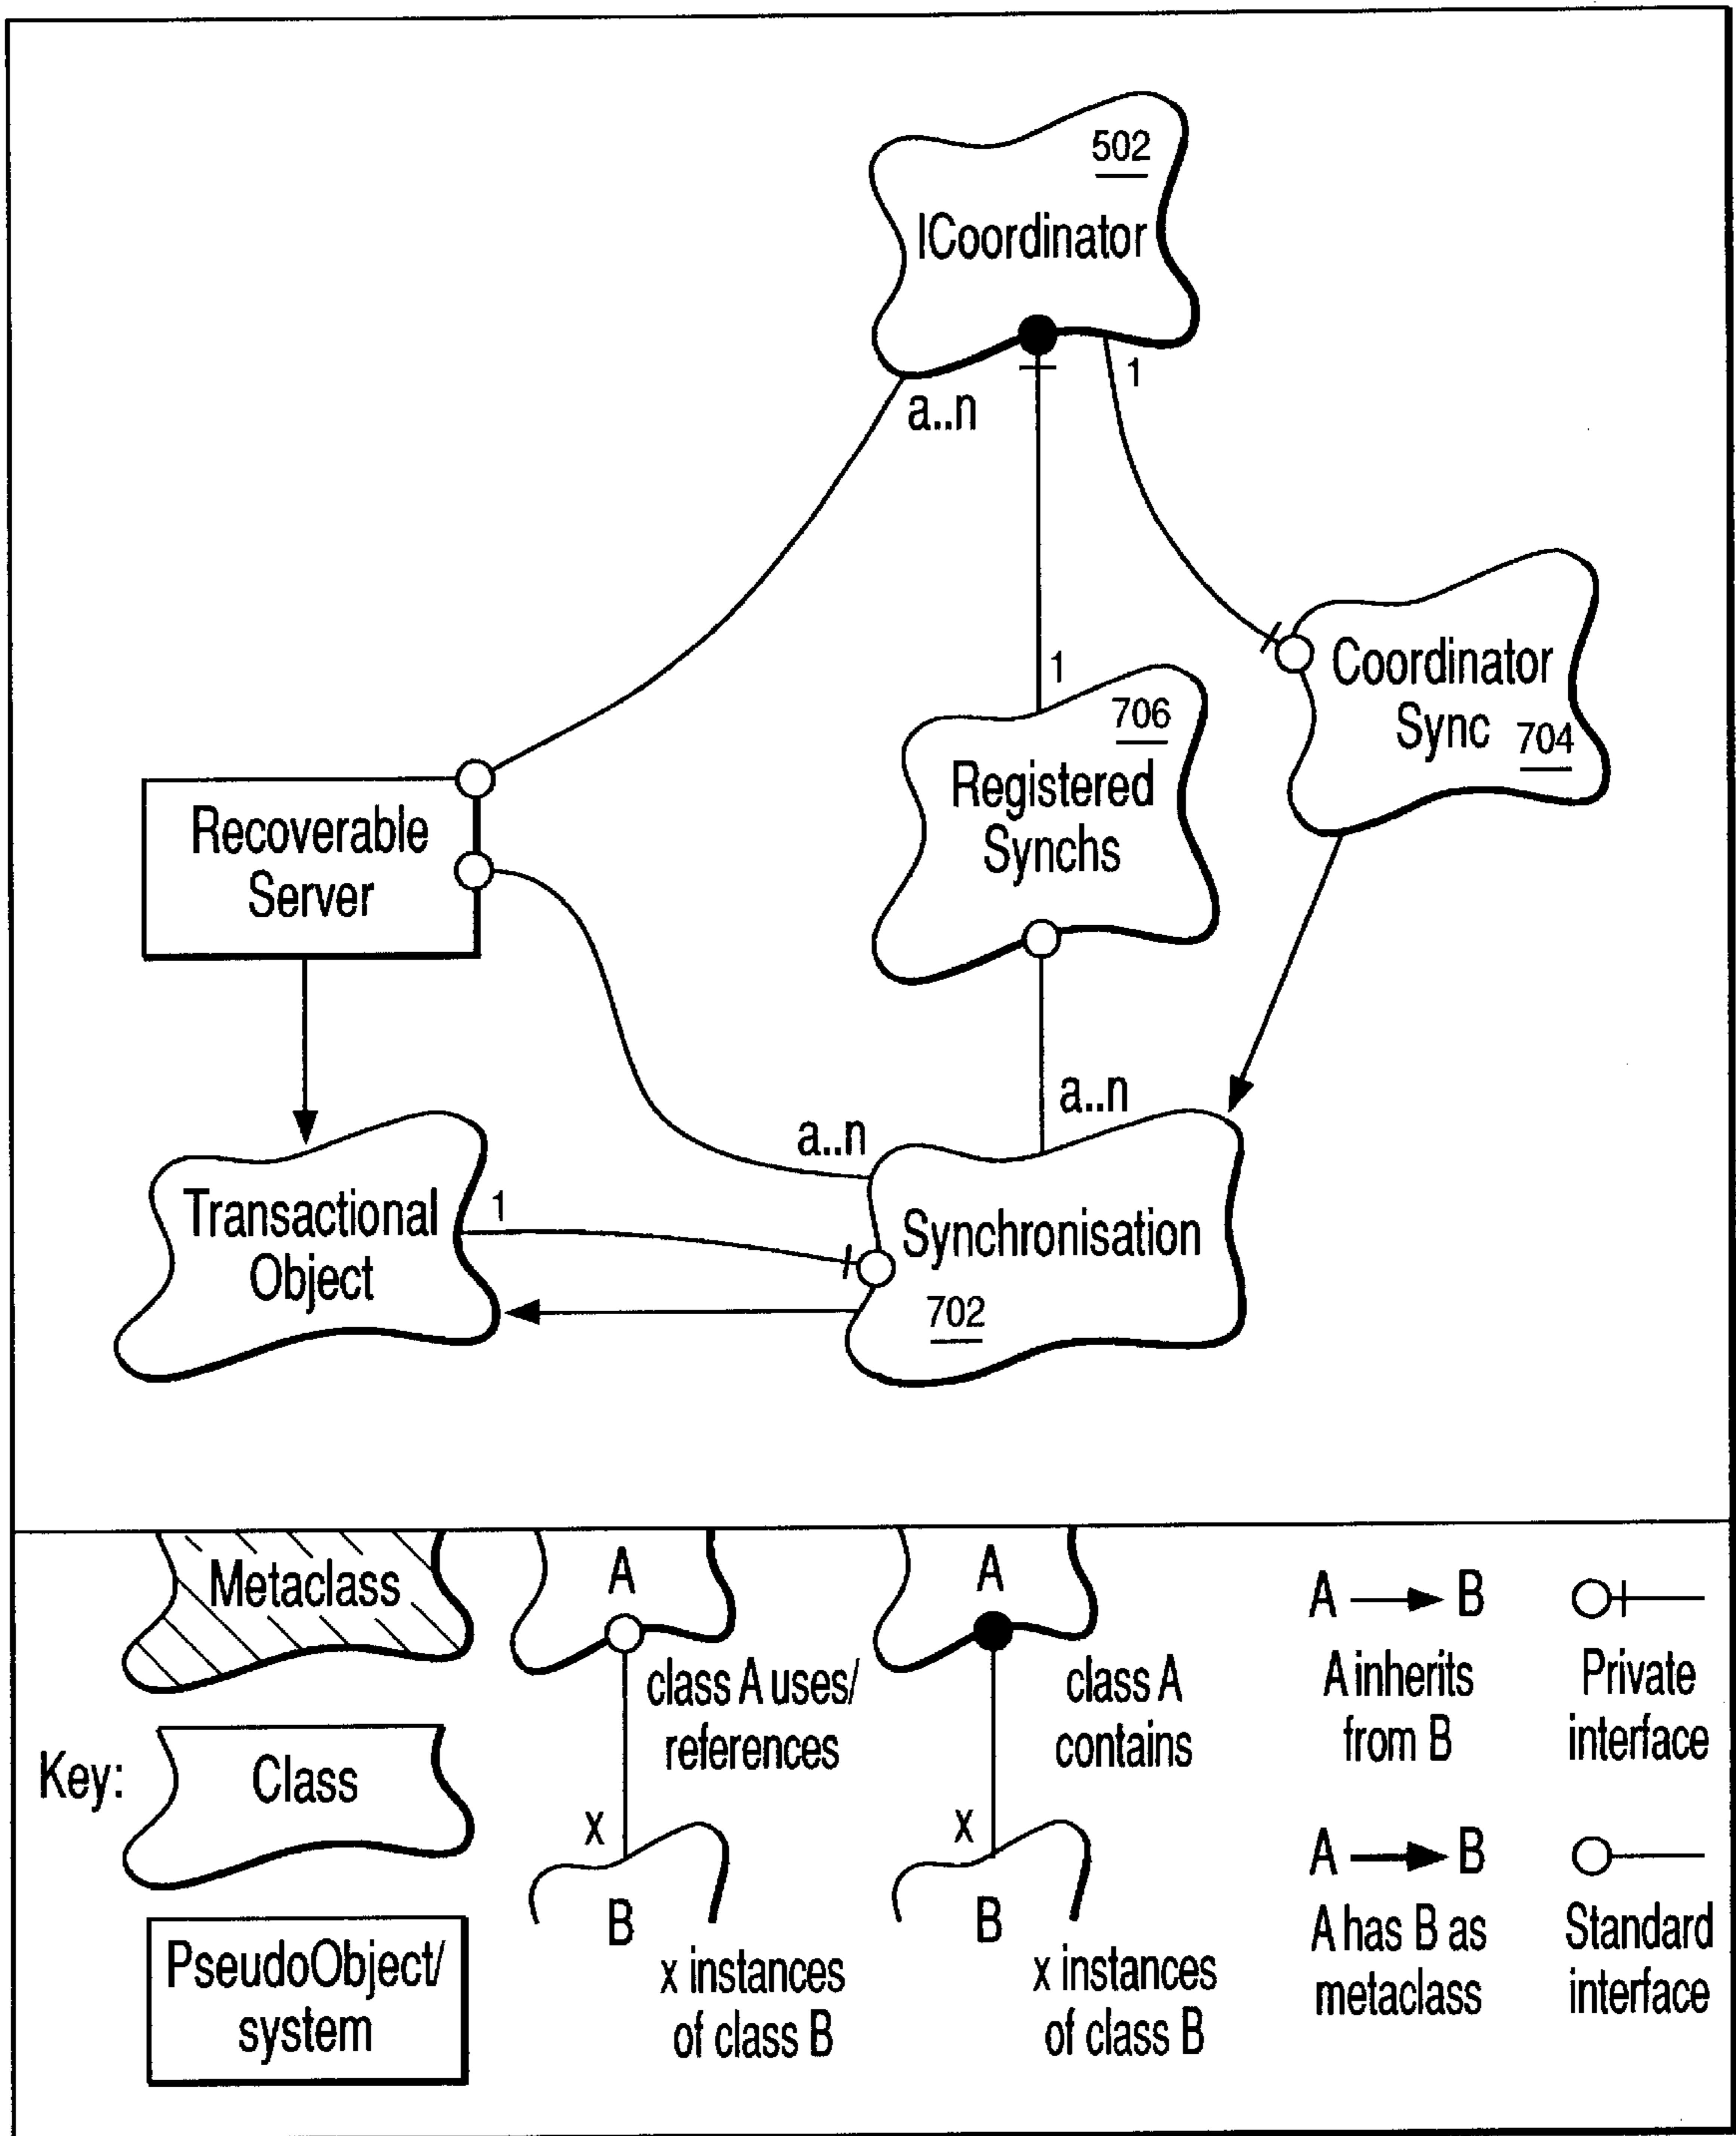 502
ICoordinator
a..n
1
1
Coordinator
Sync 704
706
Registered
Synchs
Recoverable
Server
a..n
a..n
Transactional
Object
1
Synchronisation
702
Key:
Metaclass
Class
PseudoObject/
system
A
class A uses/
references
x
B
x instances
of class B
A
class A
contains
x
B
x instances
of class B
A B
A inherits
from B
Private
interface
A B
A has B as
metaclass
Standard
interface